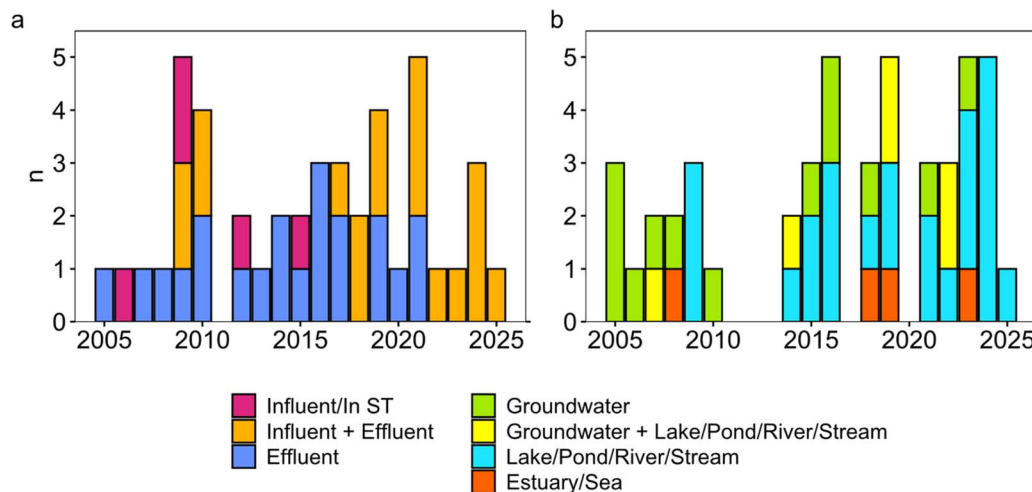 a
b
n
5
4
3
2
1
0
2005 2010 2015 2020 2025
5
4
3
2
1
0
2005 2010 2015 2020 2025
Influent/In ST
Influent + Effluent
Effluent
Groundwater
Groundwater + Lake/Pond/River/Stream
Lake/Pond/River/Stream
Estuary/Sea